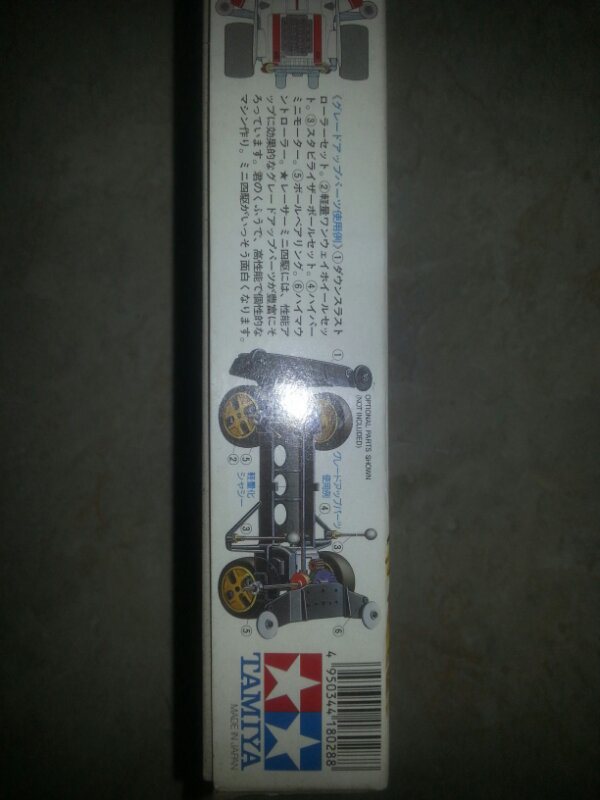 《グレードアップパーツ使用例》①ダウンスラスト
ローラーセット。②軽量ワンウェイホイールセッ
ト。③スタビライザーポールセット。④ハイパー
ミニモーター。⑤ボールベアリング。⑥ハイマウ
ントローラー。★レーサーミニ四駆には、性能ア
ップに効果的なグレードアップパーツが豊富にそ
ろっています。君のくふうで、高性能で個性的な
マシン作り。ミニ四駆がいっそう面白くなります。
OPTIONAL PARTS SHOWN
(NOT INCLUDED)
グレードアップパーツ
使用例
①
④
③
⑥
③
⑤
②
軽量化
シャシー
⑤
4 950344 180288
TAMIYA
MADE IN JAPAN